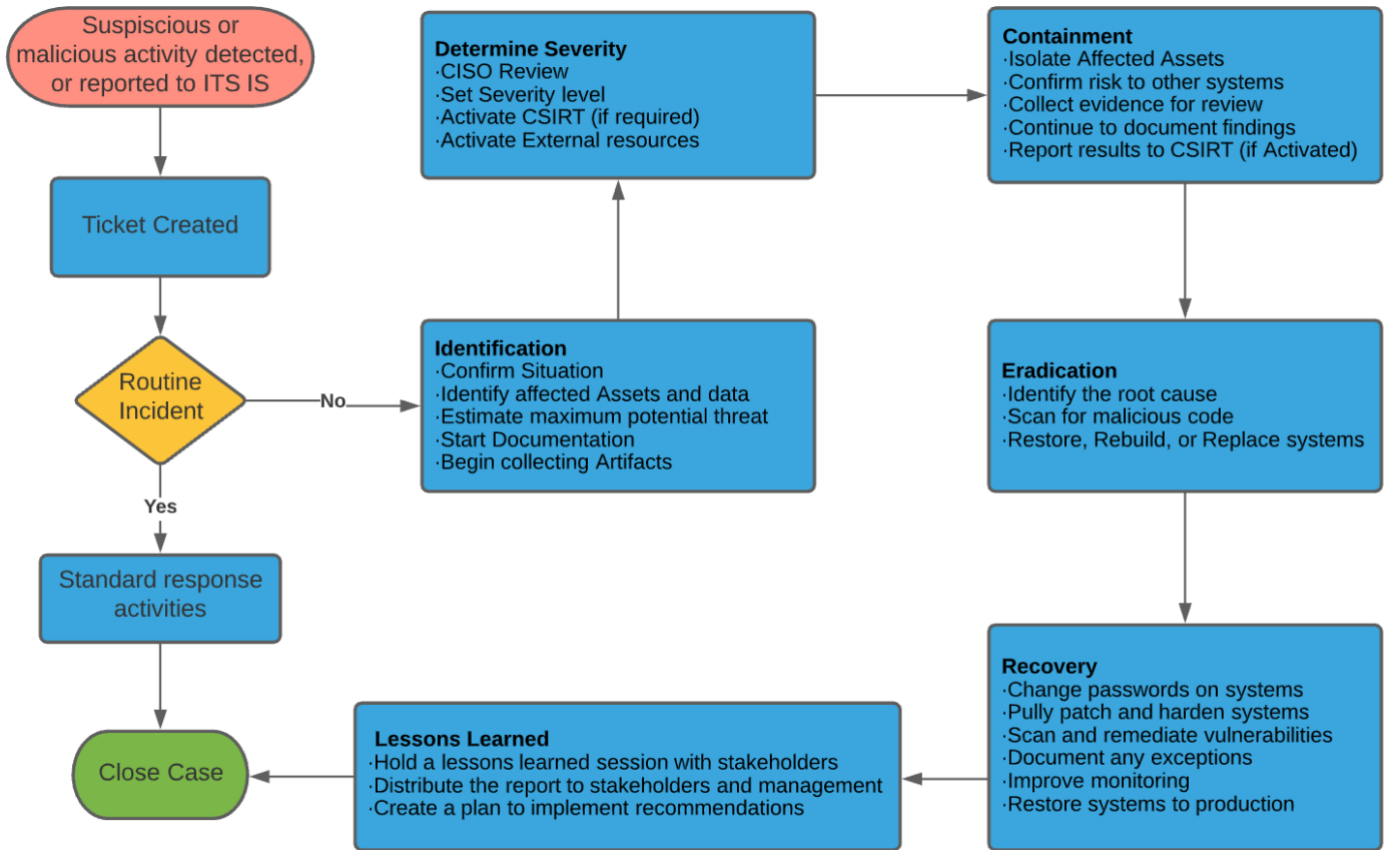 Suspiscious or
malicious activity detected,
or reported to ITS IS
Ticket Created
Routine
Incident
No
Yes
Standard response
activities
Close Case
Identification
·Confirm Situation
·Identify affected Assets and data
·Estimate maximum potential threat
·Start Documentation
·Begin collecting Artifacts
Determine Severity
·CISO Review
·Set Severity level
·Activate CSIRT (if required)
·Activate External resources
Containment
·Isolate Affected Assets
·Confirm risk to other systems
·Collect evidence for review
·Continue to document findings
·Report results to CSIRT (if Activated)
Eradication
·Identify the root cause
·Scan for malicious code
·Restore, Rebuild, or Replace systems
Recovery
·Change passwords on systems
·Pully patch and harden systems
·Scan and remediate vulnerabilities
·Document any exceptions
·Improve monitoring
·Restore systems to production
Lessons Learned
·Hold a lessons learned session with stakeholders
·Distribute the report to stakeholders and management
·Create a plan to implement recommendations